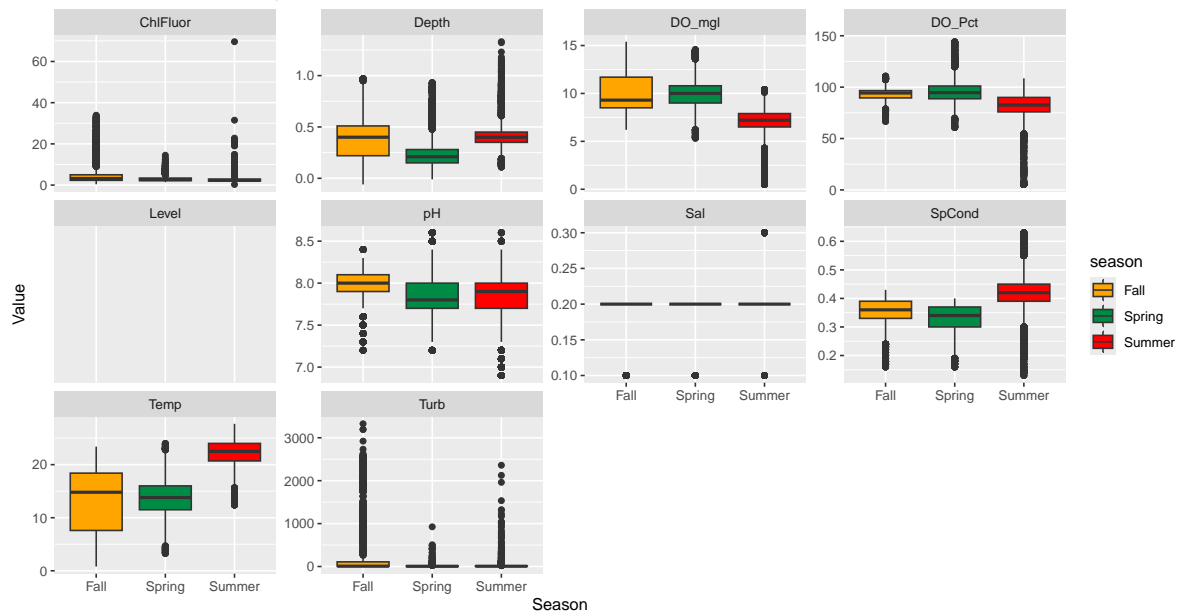 ChlFluor
Depth
DO_mgl
DO_Pct
60
40
20
0
1.0
0.5
0.0
15
10
5
0
150
100
50
0
Level
pH
Sal
SpCond
8.5
8.0
7.5
7.0
0.30
0.25
0.20
0.15
0.10
0.6
0.5
0.4
0.3
0.2
Fall Spring Summer
Fall Spring Summer
Temp
Turb
20
10
0
3000
2000
1000
0
Fall Spring Summer
Fall Spring Summer
Value
Season
season
Fall
Spring
Summer